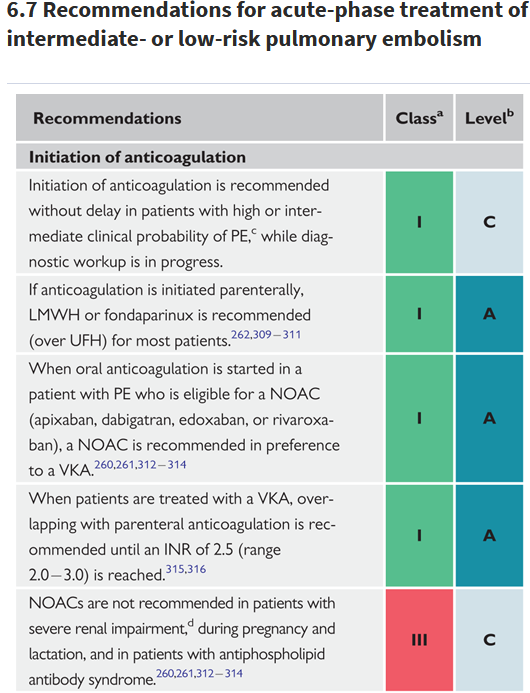 6.7 Recommendations for acute-phase treatment of
intermediate- or low-risk pulmonary embolism
Recommendations Classᵃ Levelᵇ
Initiation of anticoagulation
Initiation of anticoagulation is recommended
without delay in patients with high or inter-
mediate clinical probability of PE,ᶜ while diag-
nostic workup is in progress.
I C
If anticoagulation is initiated parenterally,
LMWH or fondaparinux is recommended
(over UFH) for most patients.²⁶²,³⁰⁹⁻³¹¹
I A
When oral anticoagulation is started in a
patient with PE who is eligible for a NOAC
(apixaban, dabigatran, edoxaban, or rivaroxa-
ban), a NOAC is recommended in preference
to a VKA.²⁶⁰,²⁶¹,³¹²⁻³¹⁴
I A
When patients are treated with a VKA, over-
lapping with parenteral anticoagulation is rec-
ommended until an INR of 2.5 (range
2.0–3.0) is reached.³¹⁵,³¹⁶
I A
NOACs are not recommended in patients with
severe renal impairment,ᵈ during pregnancy and
lactation, and in patients with antiphospholipid
antibody syndrome.²⁶⁰,²⁶¹,³¹²⁻³¹⁴
III C